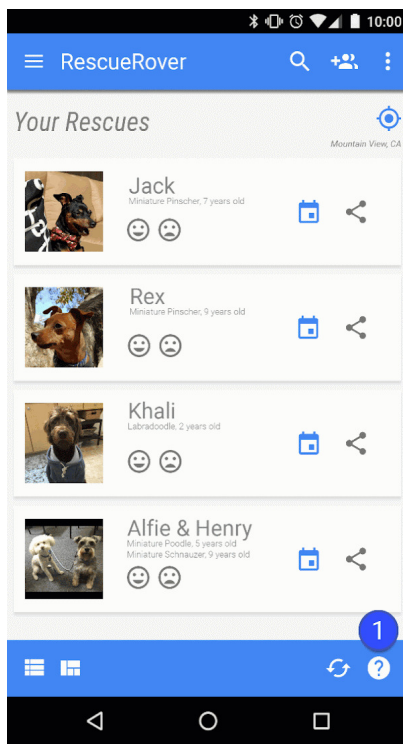 10:00
RescueRover
Your Rescues
Mountain View, CA
Jack
Miniature Pinscher, 7 years old
Rex
Miniature Pinscher, 9 years old
Khali
Labradoodle, 2 years old
Alfie & Henry
Miniature Poodle, 5 years old
Miniature Schnauzer, 9 years old
1
?